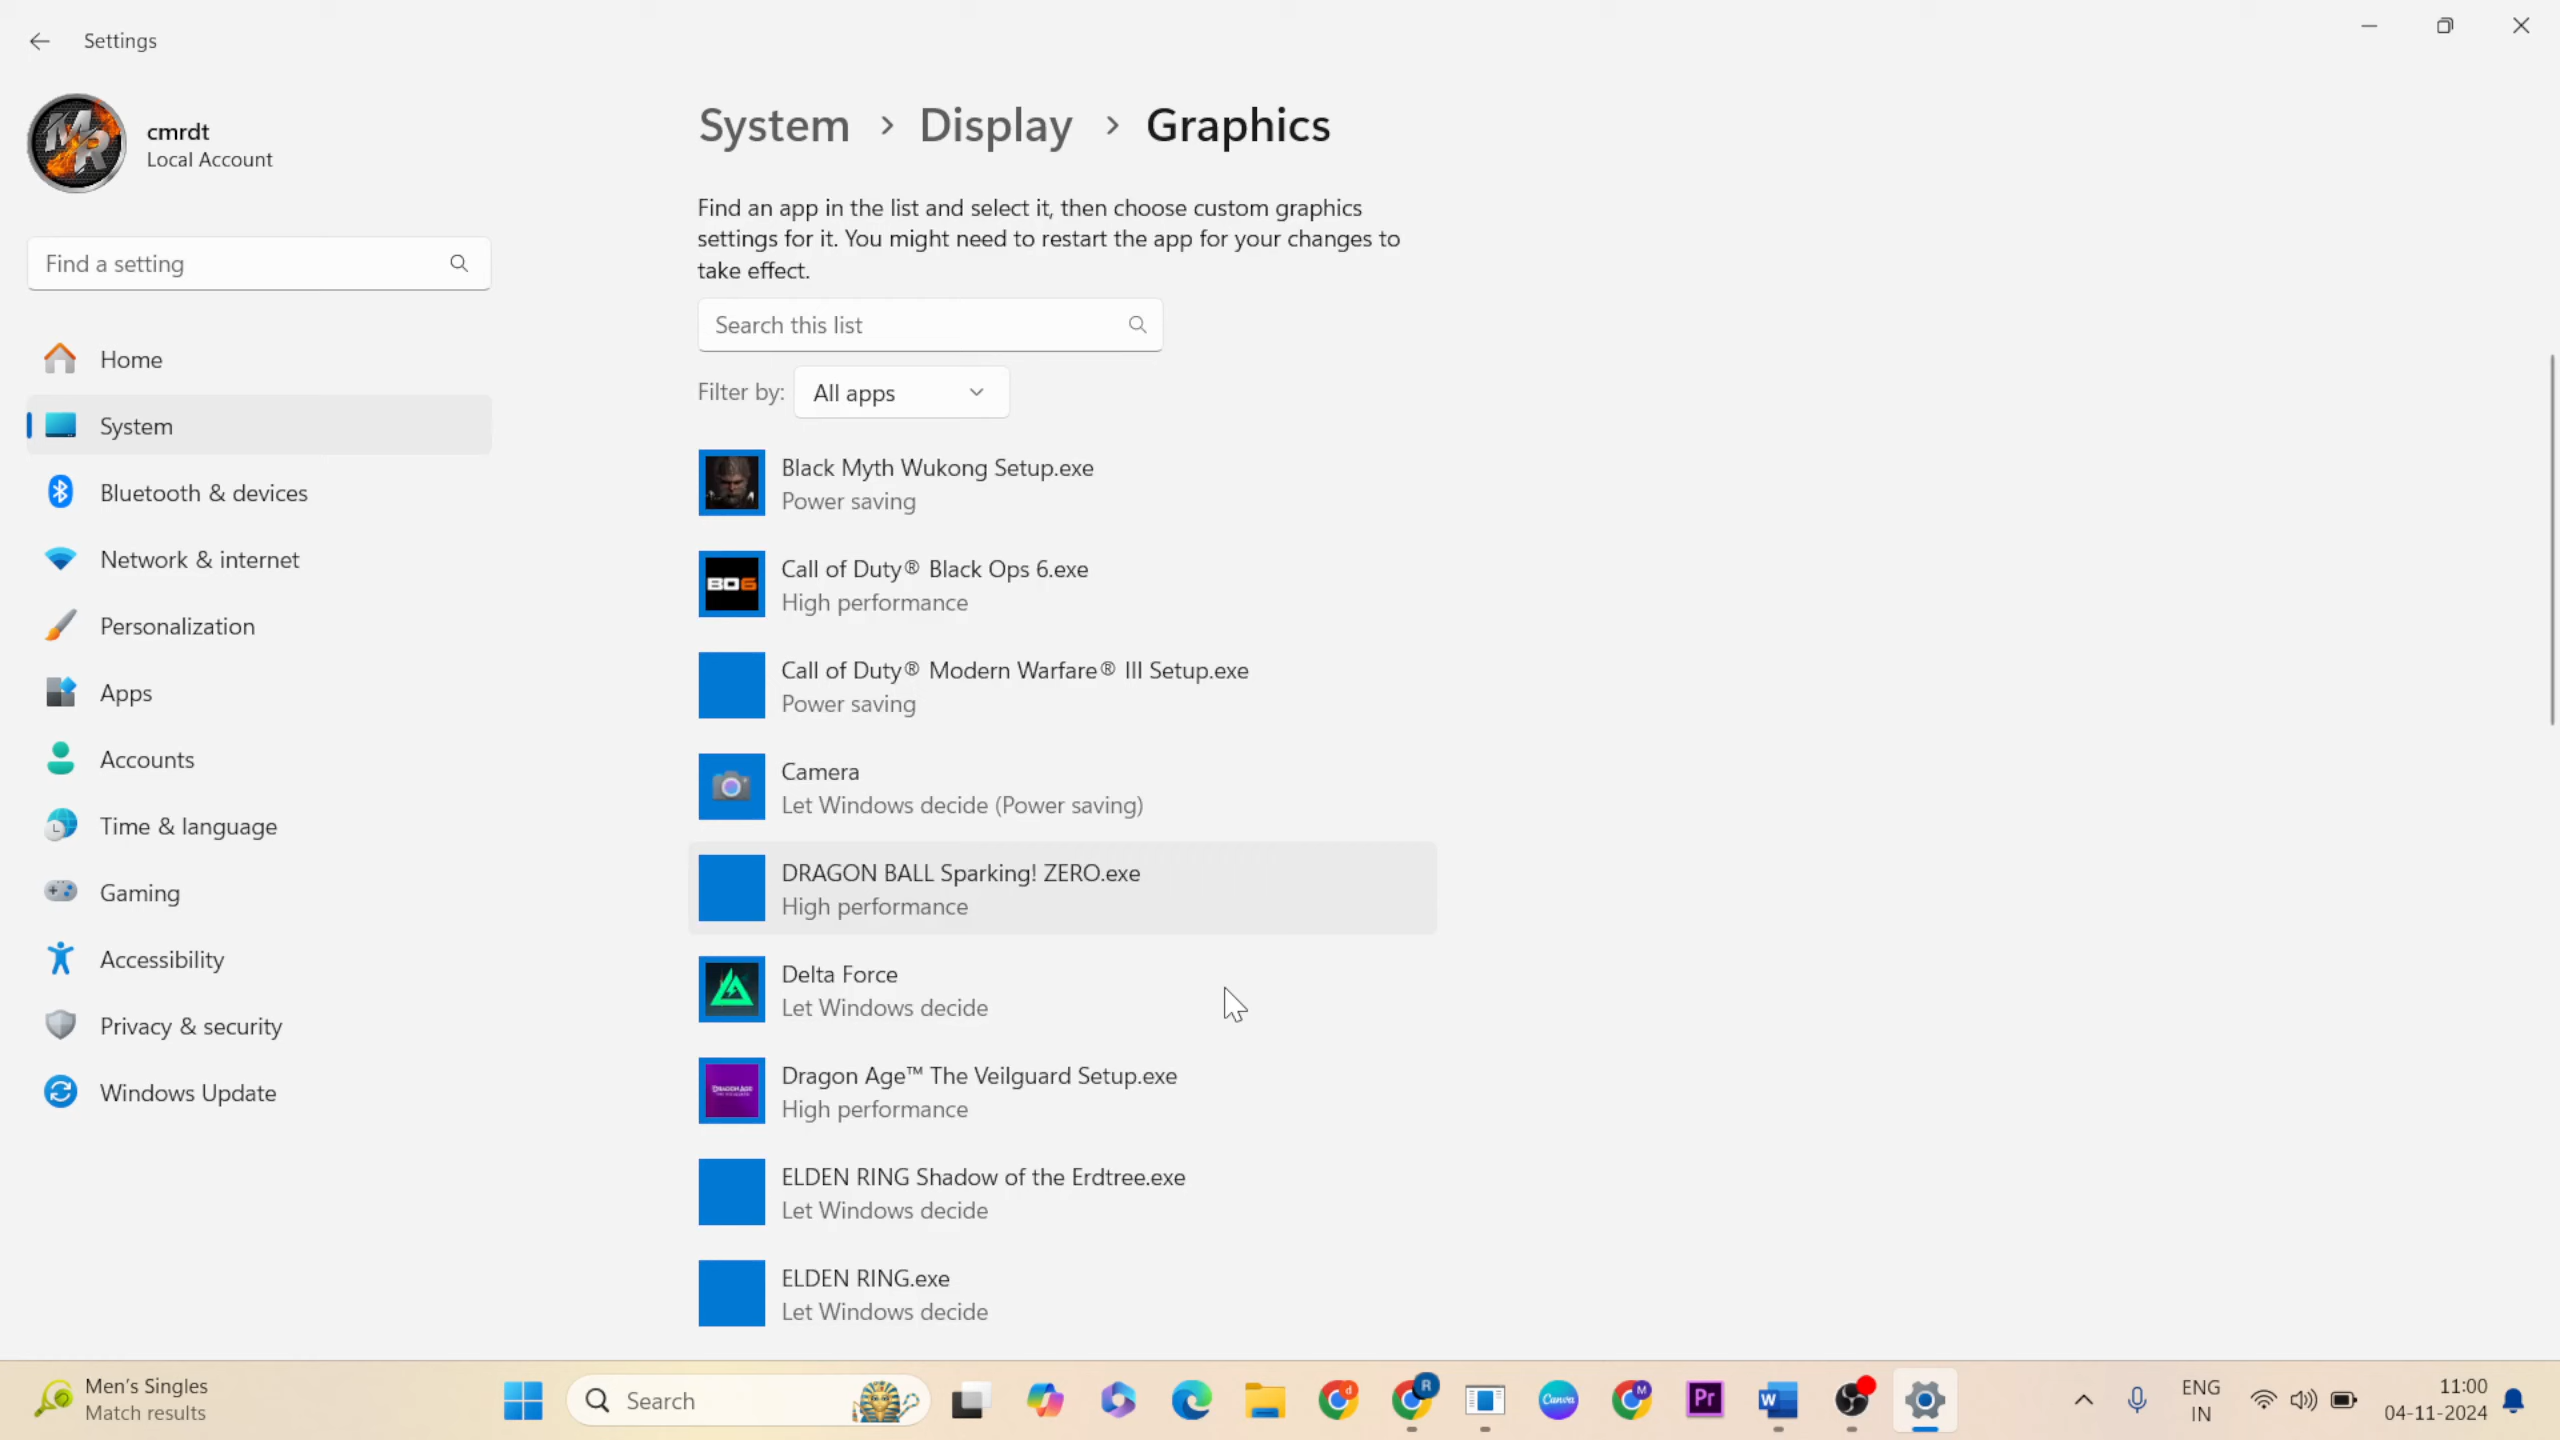 Settings
cmrdt
Local Account
Find a setting
Home
System
Bluetooth & devices
Network & internet
Personalization
Apps
Accounts
Time & language
Gaming
Accessibility
Privacy & security
Windows Update
System > Display > Graphics
Find an app in the list and select it, then choose custom graphics
settings for it. You might need to restart the app for your changes to
take effect.
Search this list
Filter by: All apps
Black Myth Wukong Setup.exe
Power saving
BO6
Call of Duty® Black Ops 6.exe
High performance
Call of Duty® Modern Warfare® III Setup.exe
Power saving
Camera
Let Windows decide (Power saving)
DRAGON BALL Sparking! ZERO.exe
High performance
Delta Force
Let Windows decide
Dragon Age™ The Veilguard Setup.exe
High performance
ELDEN RING Shadow of the Erdtree.exe
Let Windows decide
ELDEN RING.exe
Let Windows decide
Men's Singles
Match results
Search
d
R
Canva
M
Pr
W
ENG
IN
11:00
04-11-2024